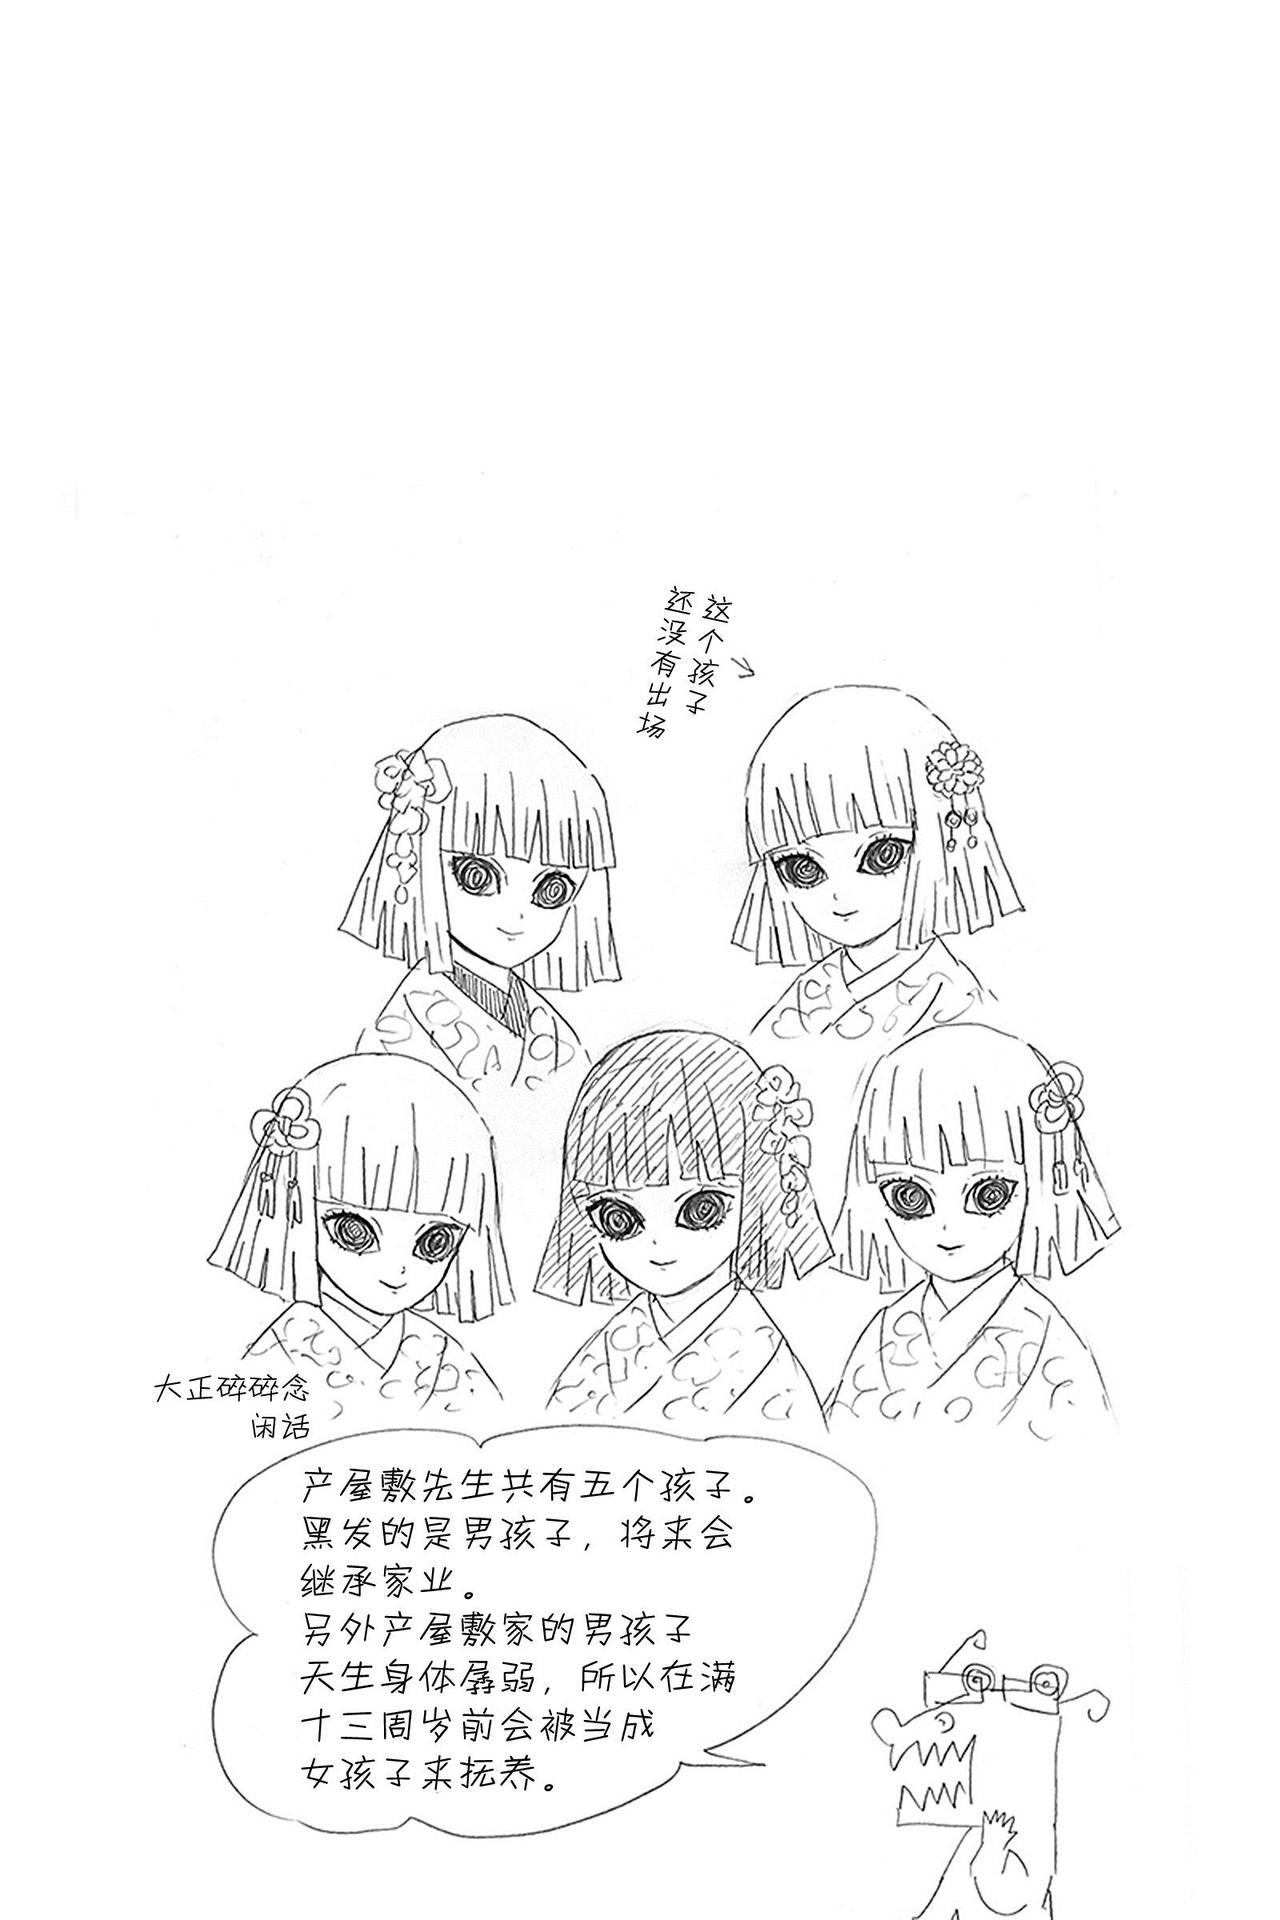 这个孩子
还没有出场
大正碎碎念
闲话
产屋敷先生共有五个孩子。
黑发的是男孩子，将来会
继承家业。
另外产屋敷家的男孩子
天生身体孱弱，所以在满
十三周岁前会被当成
女孩子来抚养。